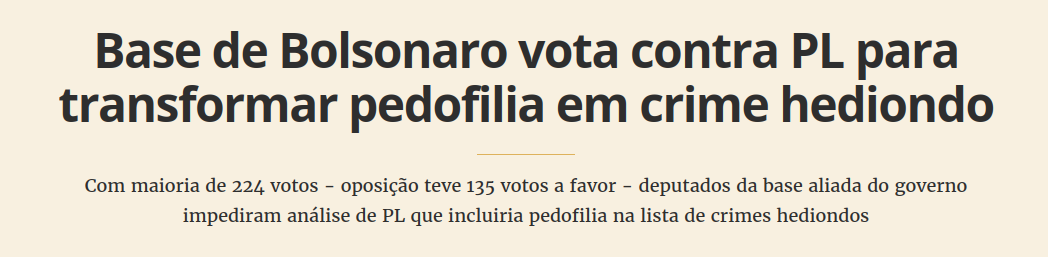 Base de Bolsonaro vota contra PL para
transformar pedofilia em crime hediondo
Com maioria de 224 votos - oposição teve 135 votos a favor - deputados da base aliada do governo
impediram análise de PL que incluiria pedofilia na lista de crimes hediondos